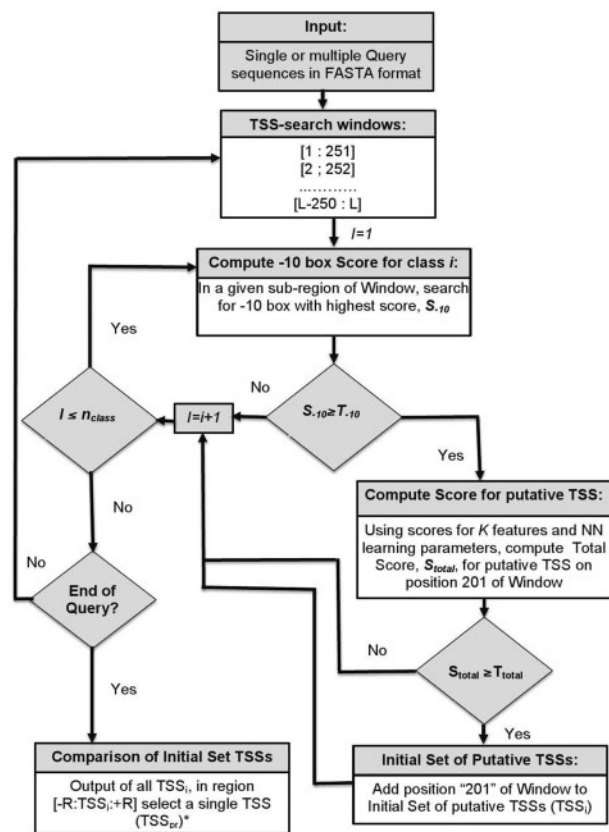 Input:
Single or multiple Query
sequences in FASTA format
TSS-search windows:
[1 : 251]
[2 ; 252]
............
[L-250 : L]
I=1
Compute -10 box Score for class i:
In a given sub-region of Window, search
for -10 box with highest score, S-10
Yes
No
I ≤ nclass
I=i+1
S-10≥T-10
Yes
Compute Score for putative TSS:
Using scores for K features and NN
learning parameters, compute Total
Score, Stotal, for putative TSS on
position 201 of Window
No
No
End of
Query?
No
Stotal ≥Ttotal
Yes
Yes
Comparison of Initial Set TSSs
Output of all TSSi, in region
[-R:TSSi:+R] select a single TSS
(TSSpr)*
Initial Set of Putative TSSs:
Add position “201” of Window to
Initial Set of putative TSSs (TSSi)